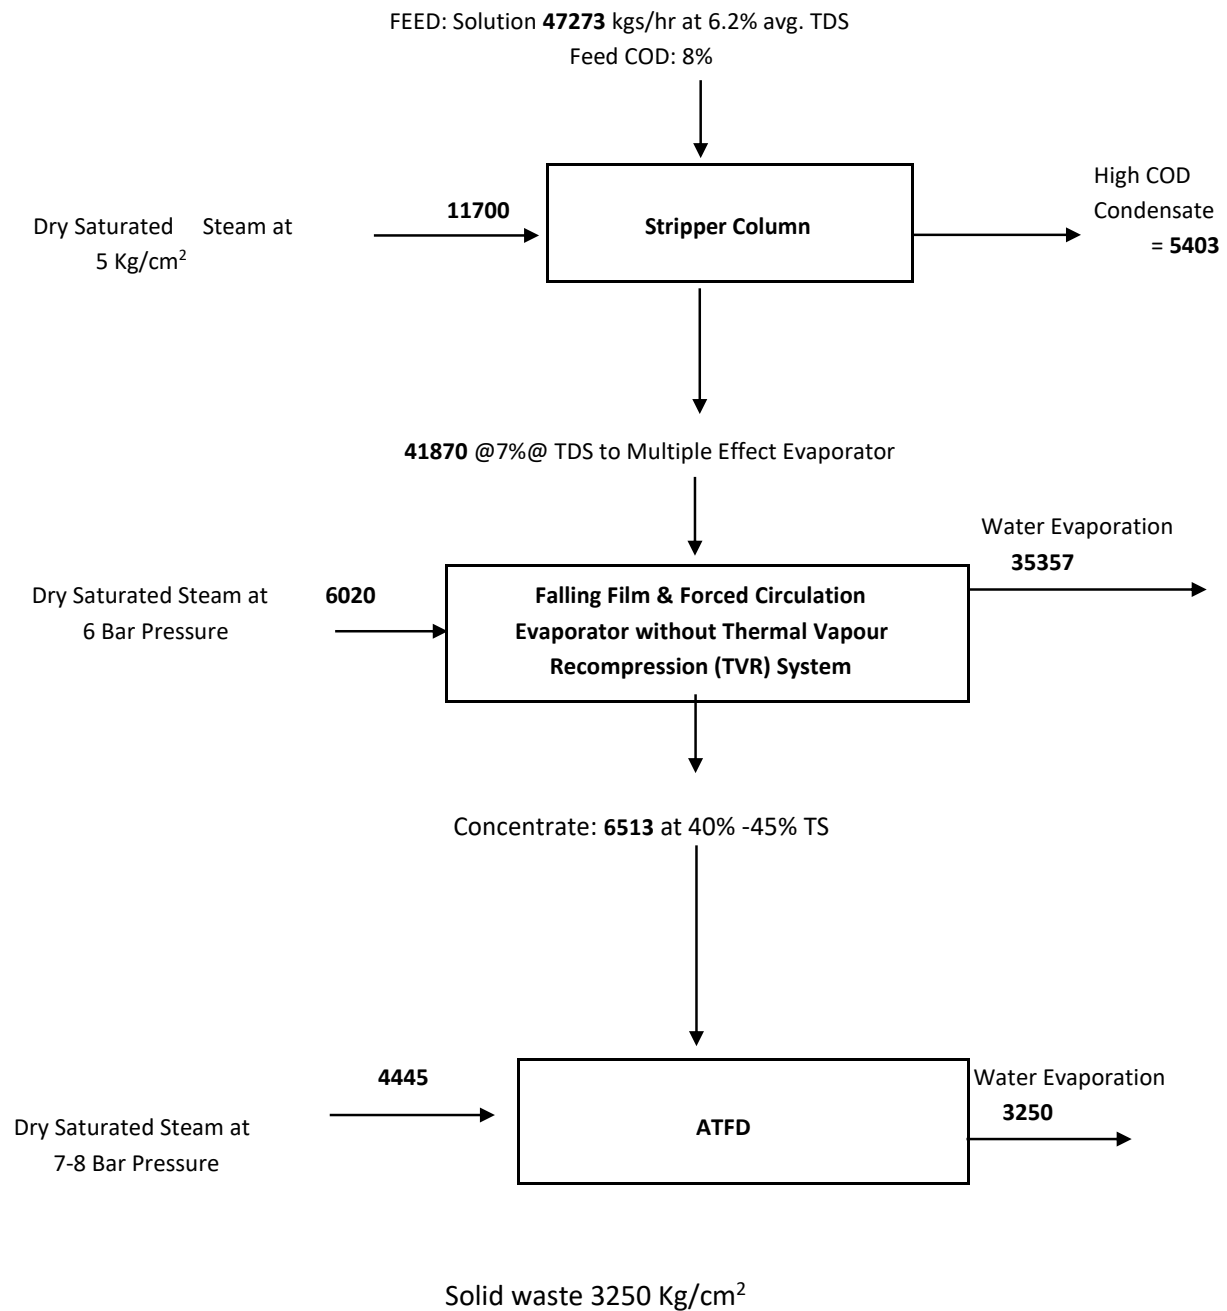 FEED: Solution 47273 kgs/hr at 6.2% avg. TDS
Feed COD: 8%
High COD
Condensate
= 5403
11700
Dry Saturated Steam at
5 Kg/cm²
Stripper Column
41870 @7%@ TDS to Multiple Effect Evaporator
Water Evaporation
35357
Dry Saturated Steam at
6 Bar Pressure
6020
Falling Film & Forced Circulation
Evaporator without Thermal Vapour
Recompression (TVR) System
Concentrate: 6513 at 40% -45% TS
4445
Dry Saturated Steam at
7-8 Bar Pressure
ATFD
Water Evaporation
3250
Solid waste 3250 Kg/cm²